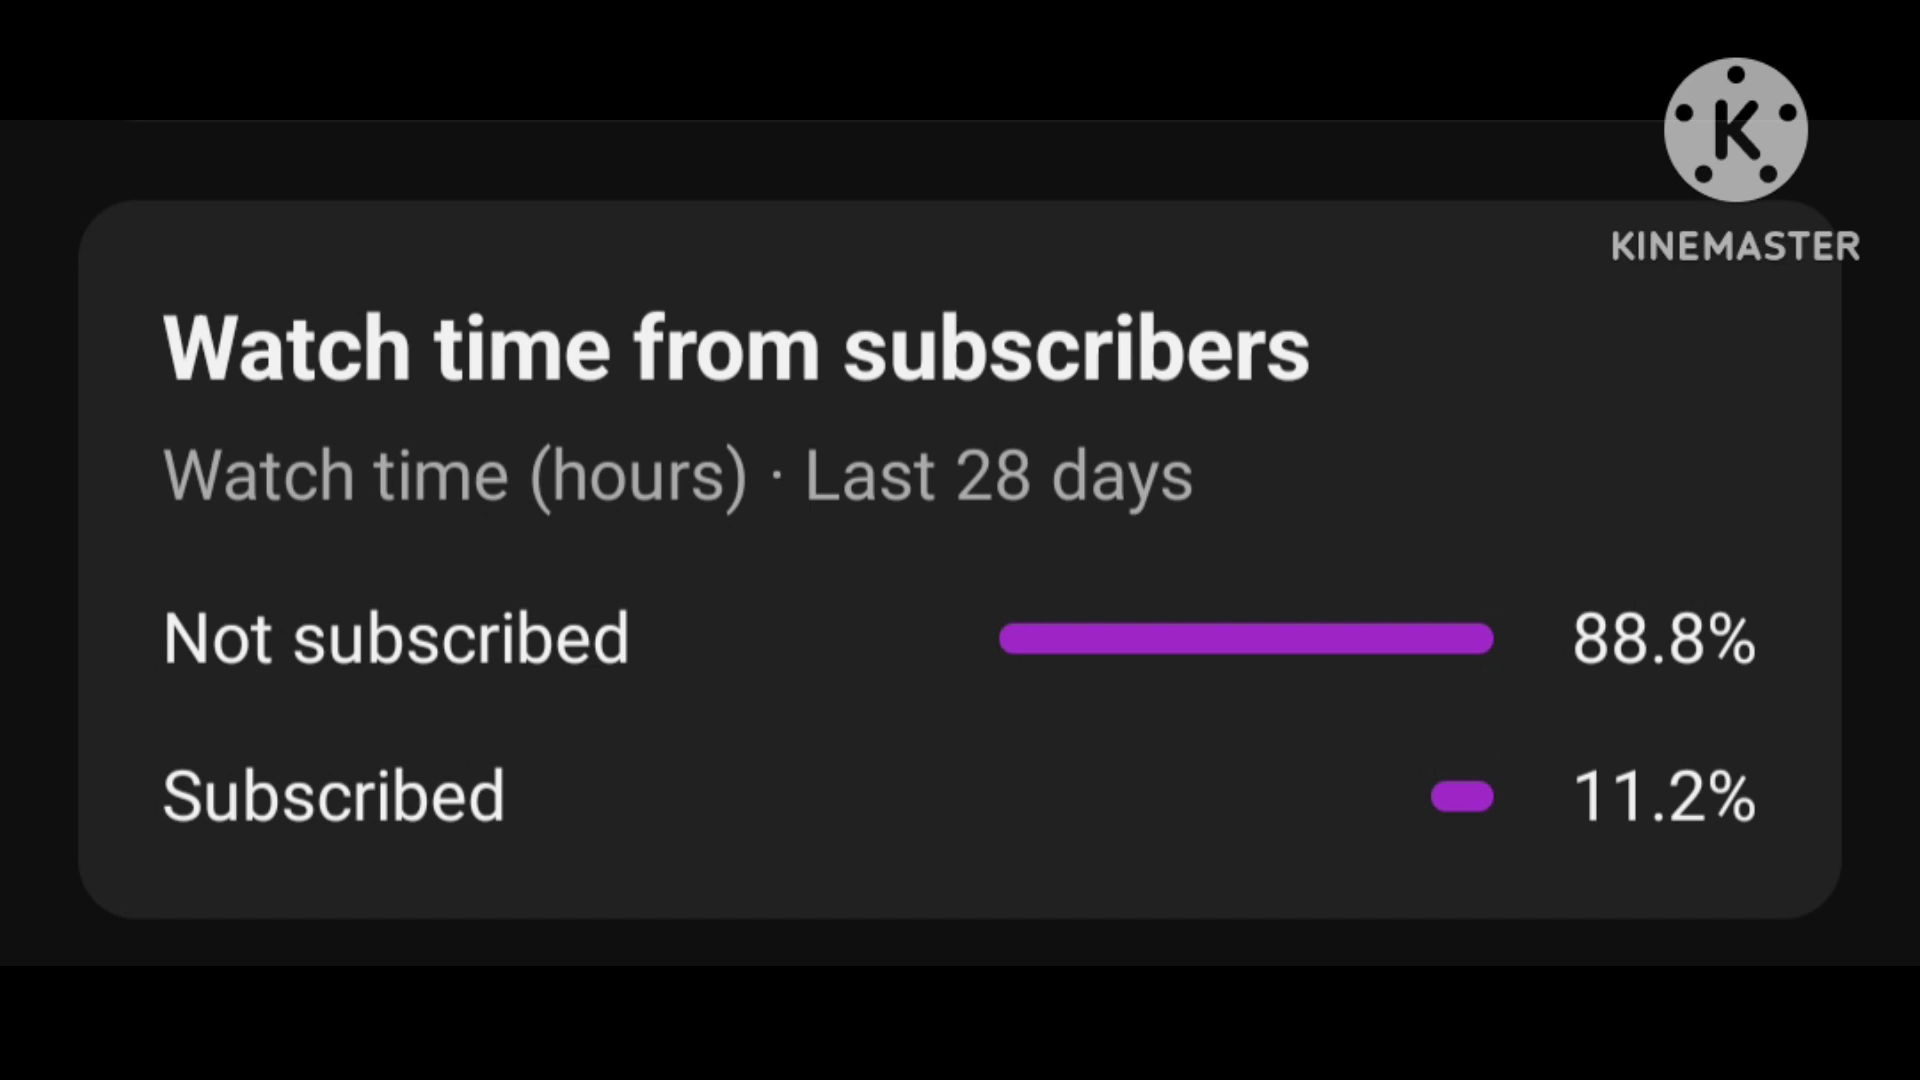 K
KINEMASTER
Watch time from subscribers
Watch time (hours) · Last 28 days
Not subscribed 88.8%
Subscribed 11.2%